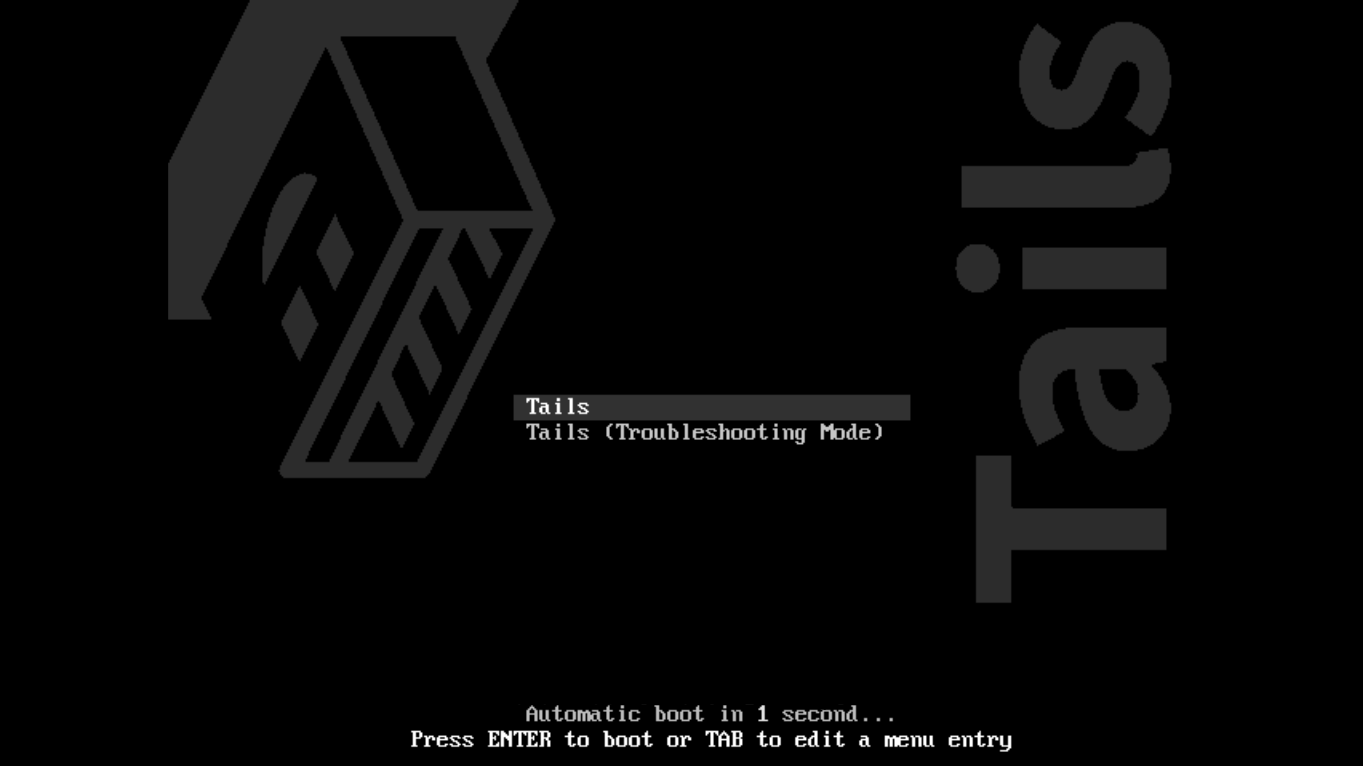 Tails
Tails
Tails (Troubleshooting Mode)
Automatic boot in 1 second...
Press ENTER to boot or TAB to edit a menu entry